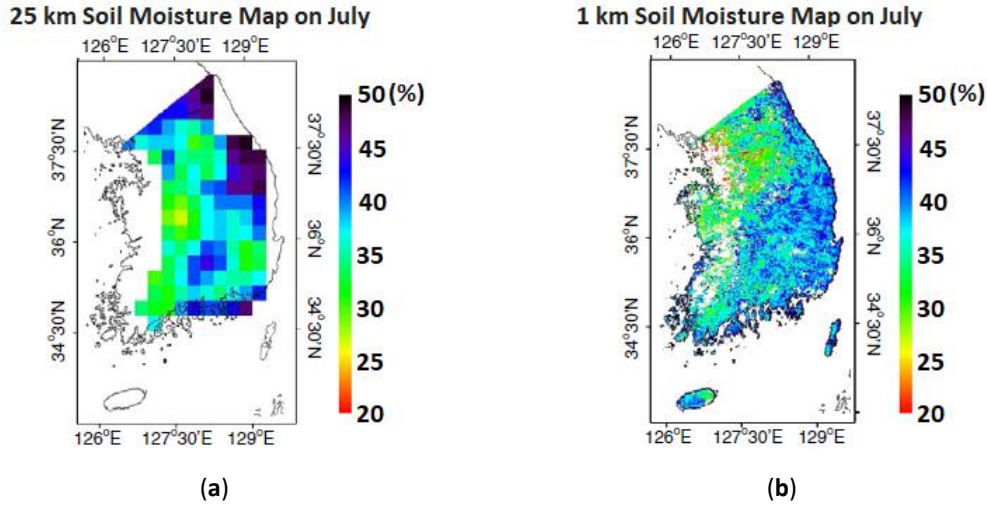 25 km Soil Moisture Map on July
126°E 127°30'E 129°E
37°30'N
36°N
34°30'N
37°30'N
36°N
34°30'N
126°E 127°30'E 129°E
50 (%)
45
40
35
30
25
20
(a)
1 km Soil Moisture Map on July
126°E 127°30'E 129°E
37°30'N
36°N
34°30'N
37°30'N
36°N
34°30'N
126°E 127°30'E 129°E
50 (%)
45
40
35
30
25
20
(b)